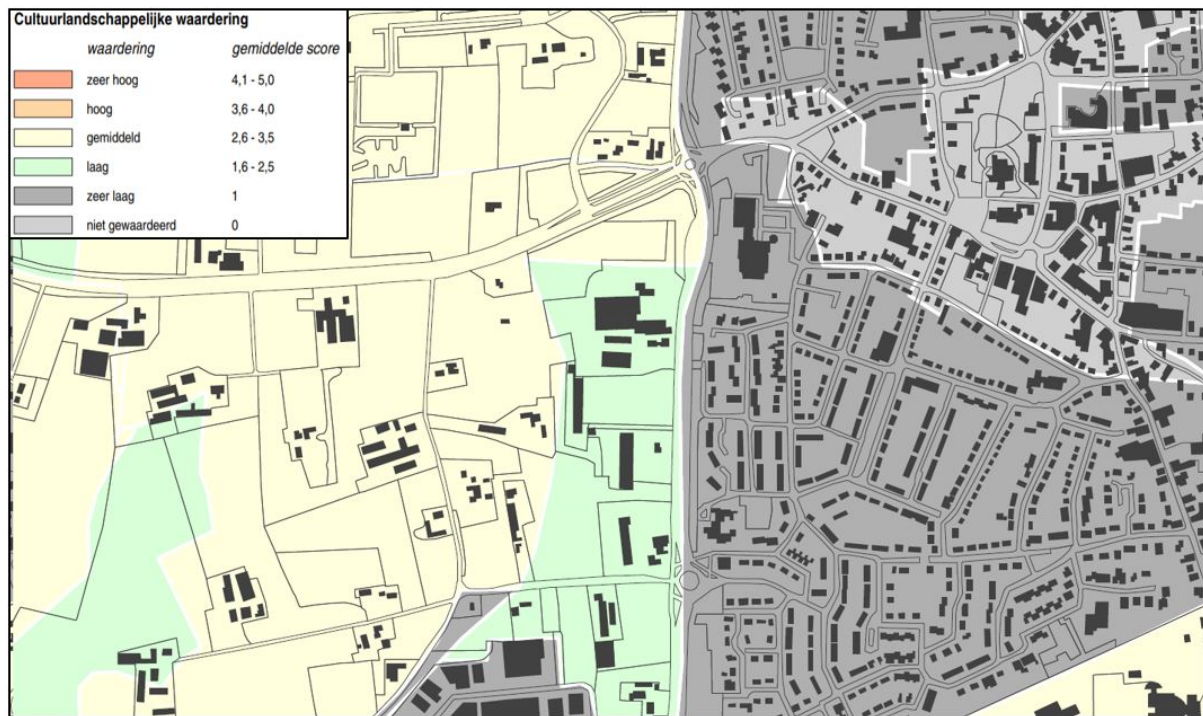 Cultuurlandschappelijke waardering
waardering gemiddelde score
zeer hoog 4,1 - 5,0
hoog 3,6 - 4,0
gemiddeld 2,6 - 3,5
laag 1,6 - 2,5
zeer laag 1
niet gewaardeerd 0